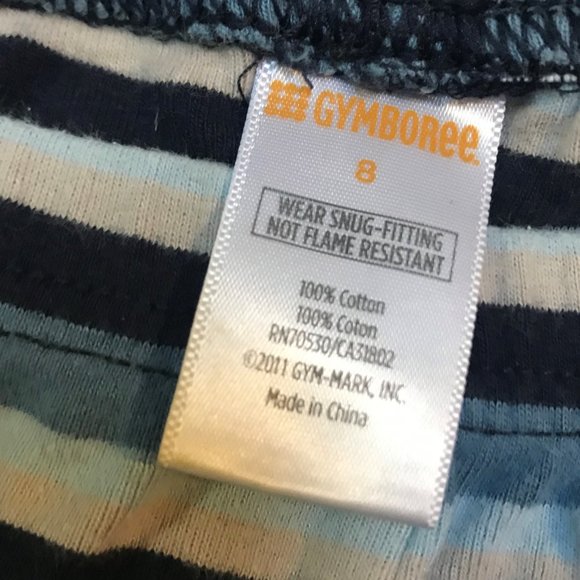 GYMBOREE
8
WEAR SNUG-FITTING
NOT FLAME RESISTANT
100% Cotton
100% Coton
RN70530/CA31802
©2011 GYM-MARK, INC.
Made in China